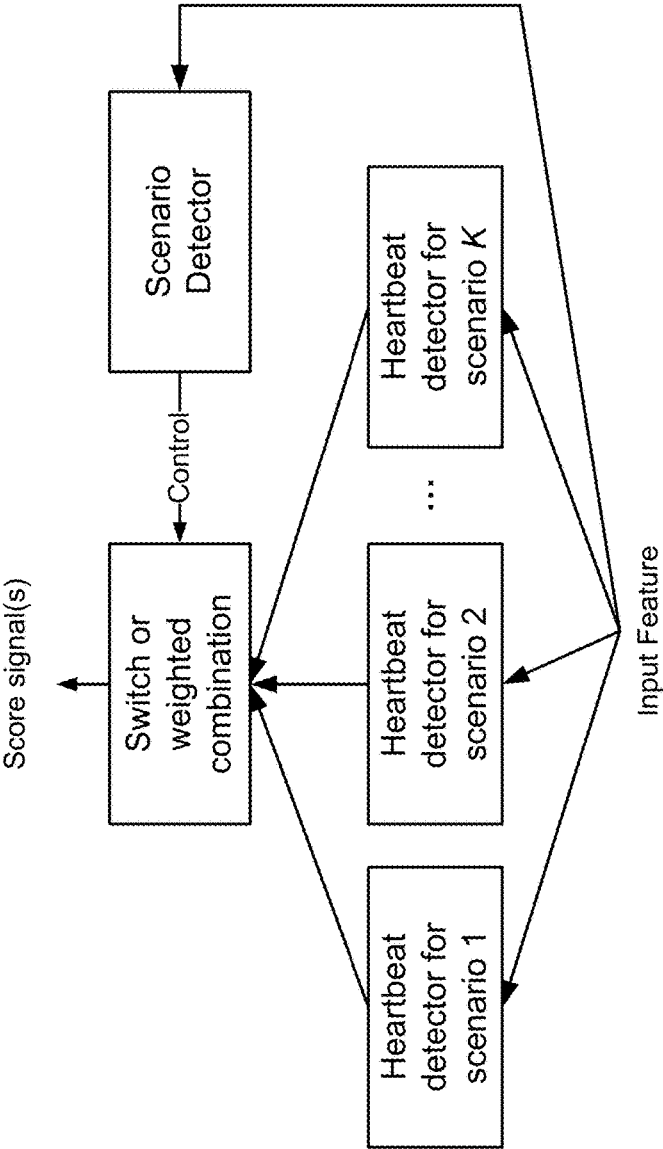 Score signal(s)
Switch or
weighted
combination
Control
Scenario
Detector
Heartbeat
detector for
scenario 1
Heartbeat
detector for
scenario 2
...
Heartbeat
detector for
scenario K
Input Feature